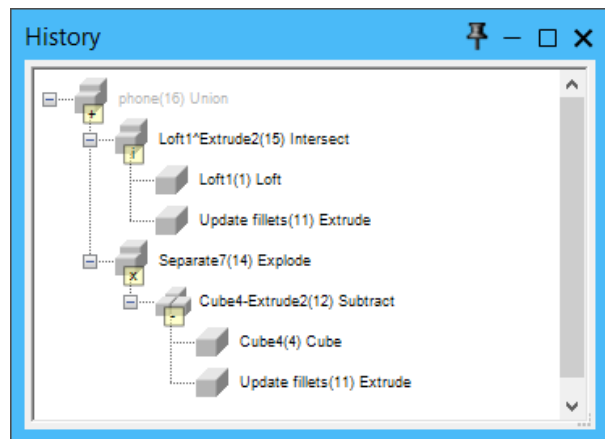 History
phone(16) Union
Loft1^Extrude2(15) Intersect
Loft1(1) Loft
Update fillets(11) Extrude
Separate7(14) Explode
Cube4-Extrude2(12) Subtract
Cube4(4) Cube
Update fillets(11) Extrude